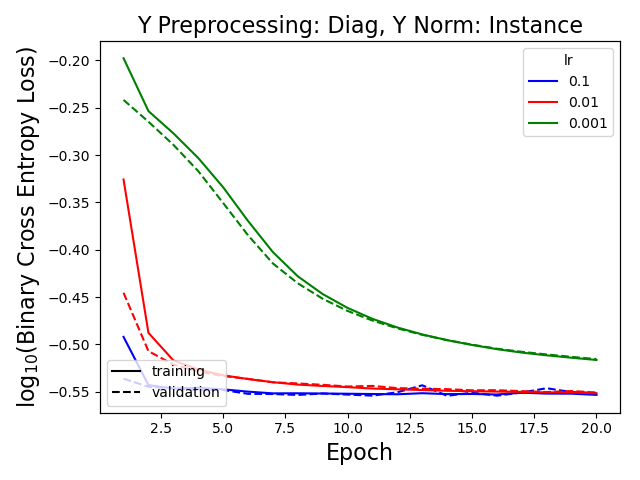 Y Preprocessing: Diag, Y Norm: Instance
log₁₀(Binary Cross Entropy Loss)
−0.20
−0.25
−0.30
−0.35
−0.40
−0.45
−0.50
−0.55
lr
0.1
0.01
0.001
training
validation
2.5 5.0 7.5 10.0 12.5 15.0 17.5 20.0
Epoch